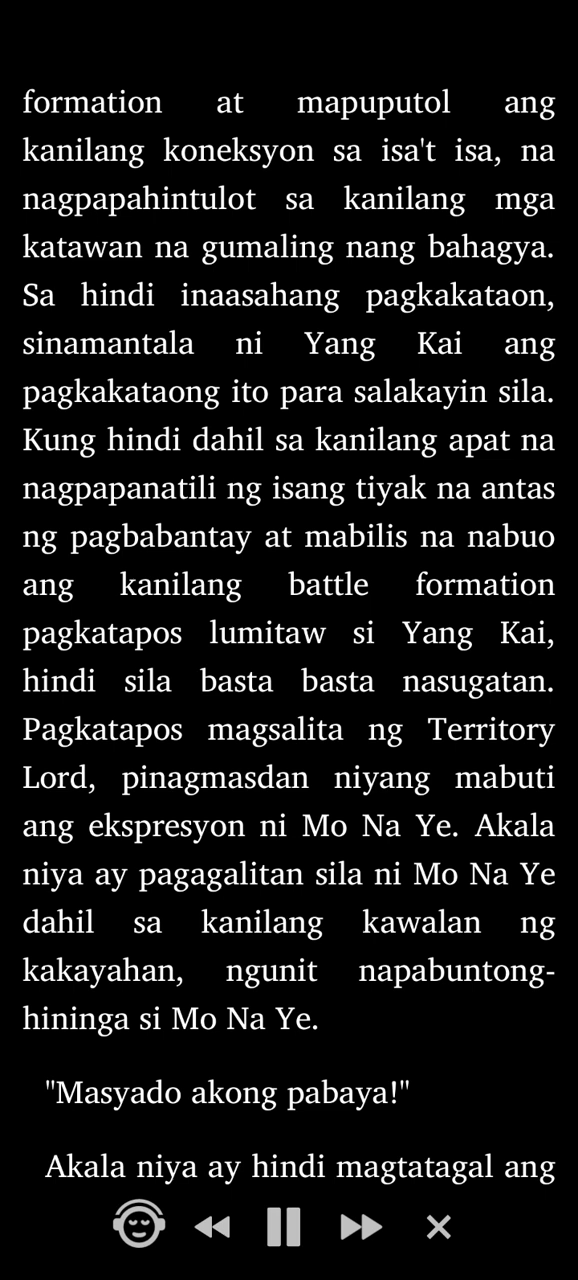 formation at mapuputol ang
kanilang koneksyon sa isa't isa, na
nagpapahintulot sa kanilang mga
katawan na gumaling nang bahagya.
Sa hindi inaasahang pagkakataon,
sinamantala ni Yang Kai ang
pagkakataong ito para salakayin sila.
Kung hindi dahil sa kanilang apat na
nagpapanatili ng isang tiyak na antas
ng pagbabantay at mabilis na nabuo
ang kanilang battle formation
pagkatapos lumitaw si Yang Kai,
hindi sila basta basta nasugatan.
Pagkatapos magsalita ng Territory
Lord, pinagmasdan niyang mabuti
ang ekspresyon ni Mo Na Ye. Akala
niya ay pagagalitan sila ni Mo Na Ye
dahil sa kanilang kawalan ng
kakayahan, ngunit napabuntong-
hininga si Mo Na Ye.
"Masyado akong pabaya!"
Akala niya ay hindi magtatagal ang